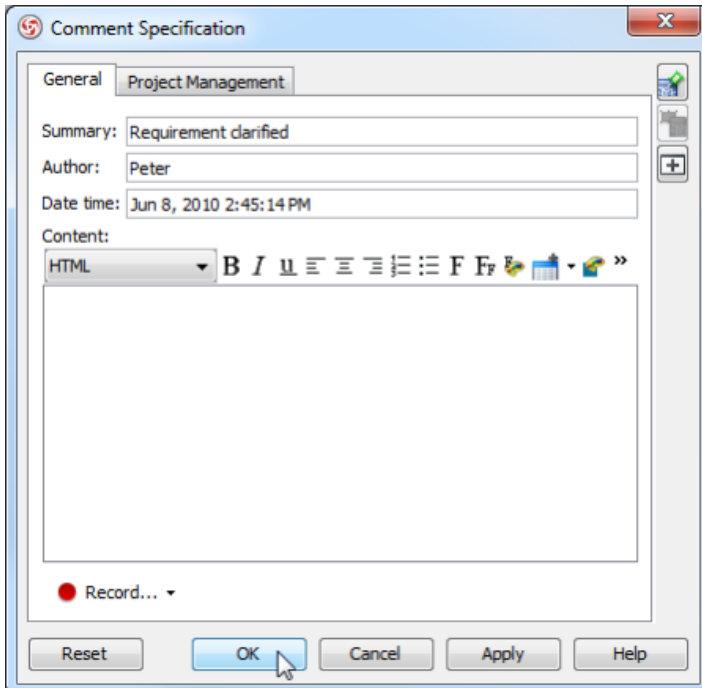 Comment Specification
General Project Management
Summary: Requirement clarified
Author: Peter
Date time: Jun 8, 2010 2:45:14 PM
Content:
HTML B I u F FF »
Record...
Reset OK Cancel Apply Help